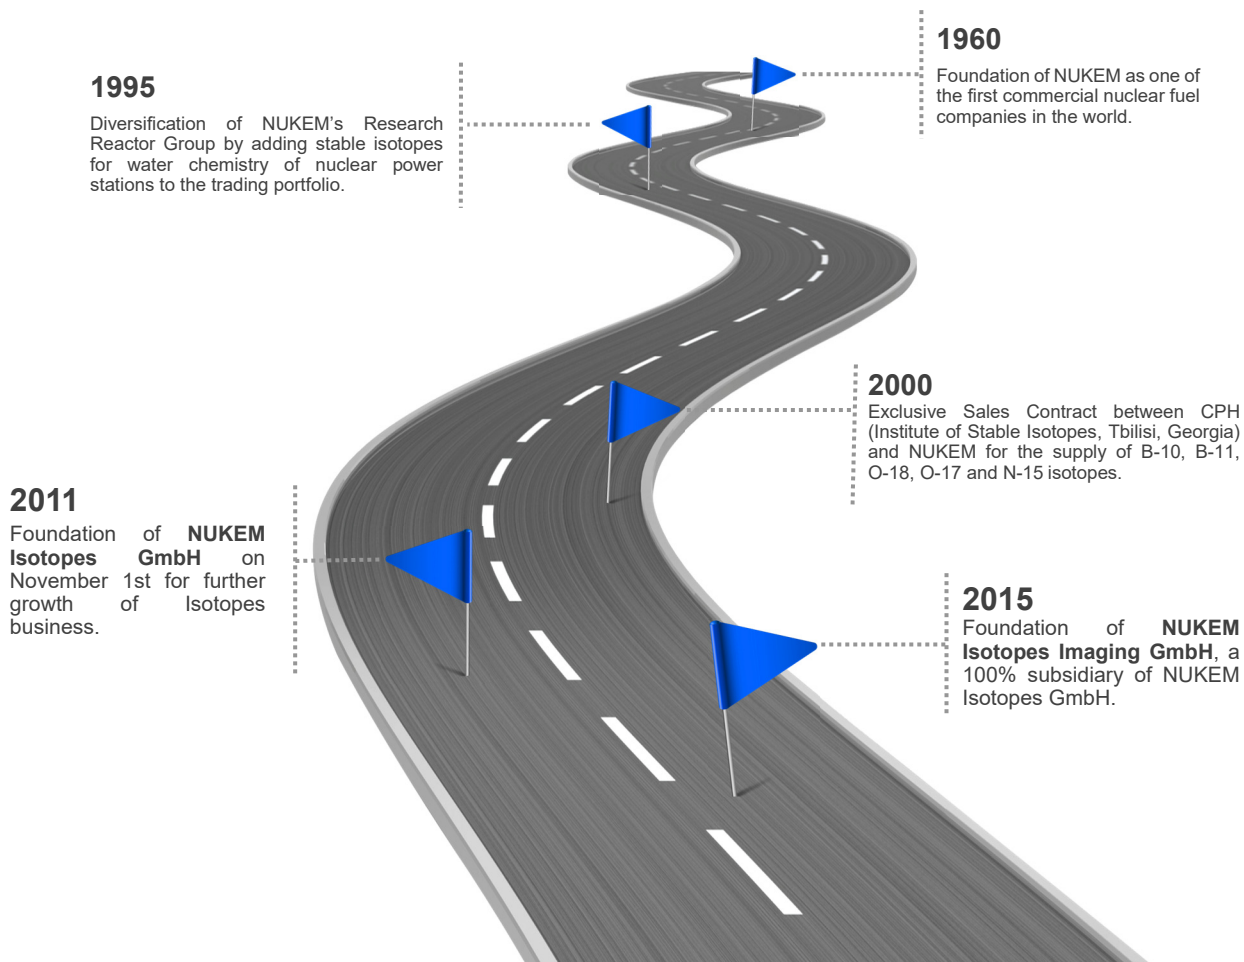 1960
Foundation of NUKEM as one of
the first commercial nuclear fuel
companies in the world.
1995
Diversification of NUKEM’s Research
Reactor Group by adding stable isotopes
for water chemistry of nuclear power
stations to the trading portfolio.
2000
Exclusive Sales Contract between CPH
(Institute of Stable Isotopes, Tbilisi, Georgia)
and NUKEM for the supply of B-10, B-11,
O-18, O-17 and N-15 isotopes.
2011
Foundation of NUKEM
Isotopes GmbH on
November 1st for further
growth of Isotopes
business.
2015
Foundation of NUKEM
Isotopes Imaging GmbH, a
100% subsidiary of NUKEM
Isotopes GmbH.